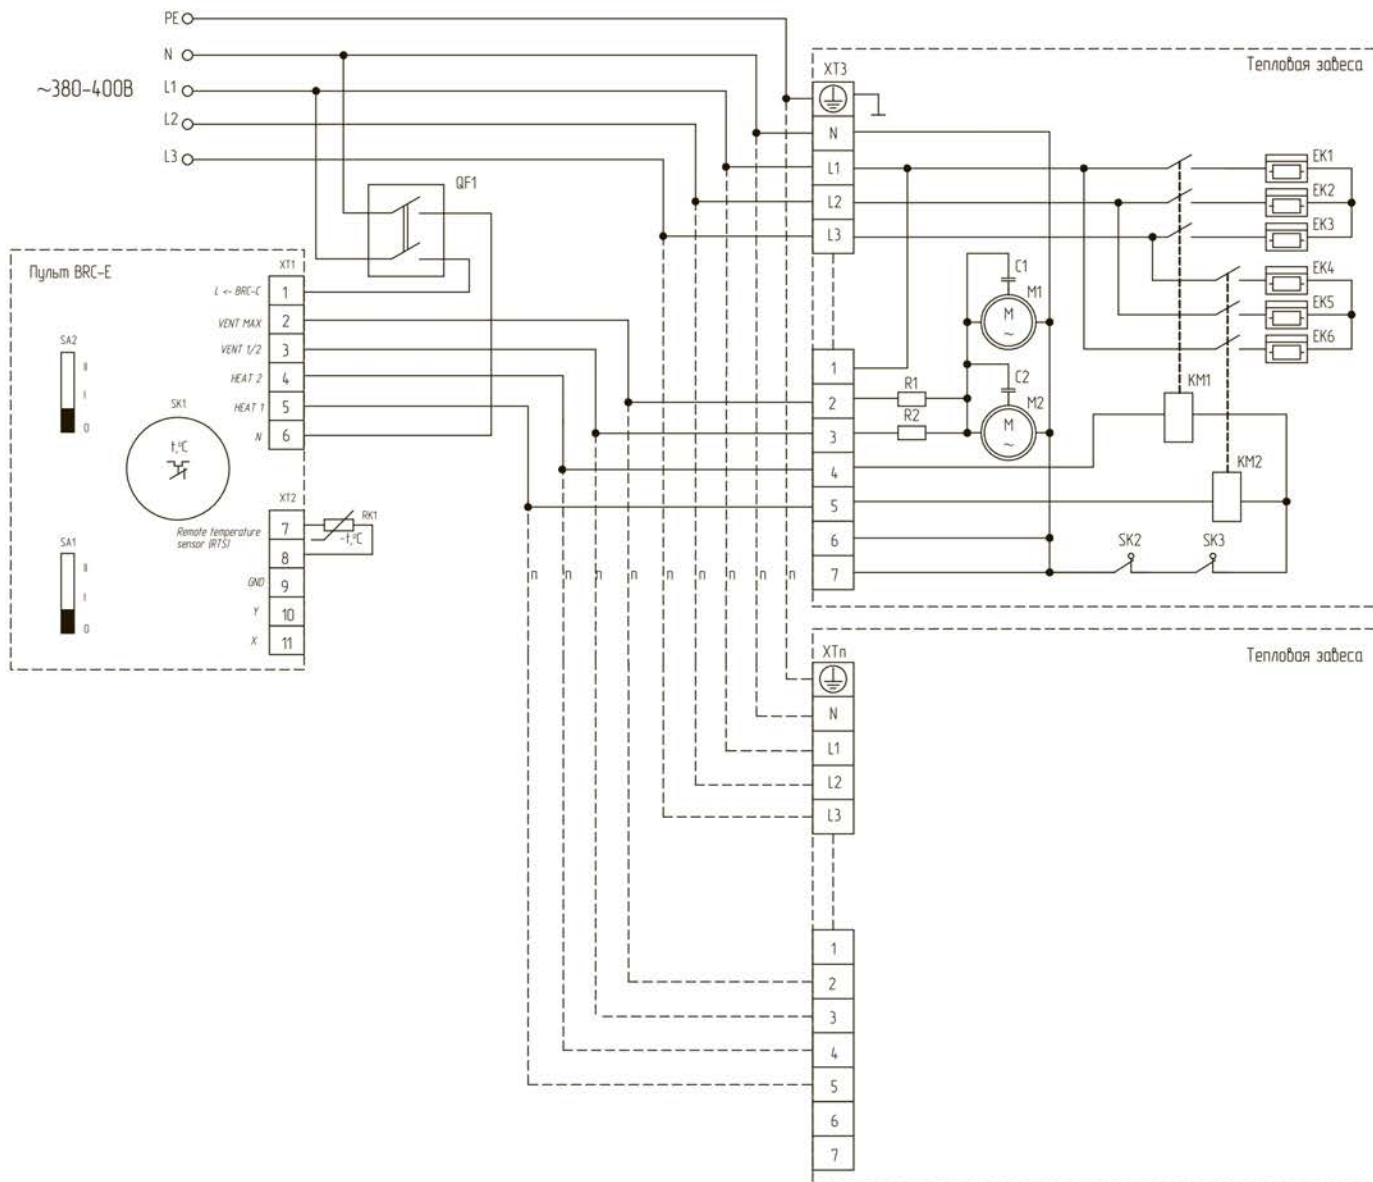 PE
N
~380-400В
L1
L2
L3
QF1
Пульт BRC-E
XT1
L <- BRC-C
1
VENT MAX
2
VENT 1/2
3
HEAT 2
4
HEAT 1
5
N
6
SA2
II
I
0
SK1
t,°C
XT2
Remote temperature
sensor (RTS)
7
8
RK1
-t,°C
GND
9
Y
10
X
11
SA1
II
I
0
n
n
n
n
n
n
n
n
n
Тепловая завеса
XT3
N
L1
L2
L3
EK1
EK2
EK3
EK4
EK5
EK6
C1
M1
M
~
C2
M2
M
~
R1
R2
KM1
KM2
1
2
3
4
5
6
7
SK2
SK3
Тепловая завеса
XTn
N
L1
L2
L3
1
2
3
4
5
6
7